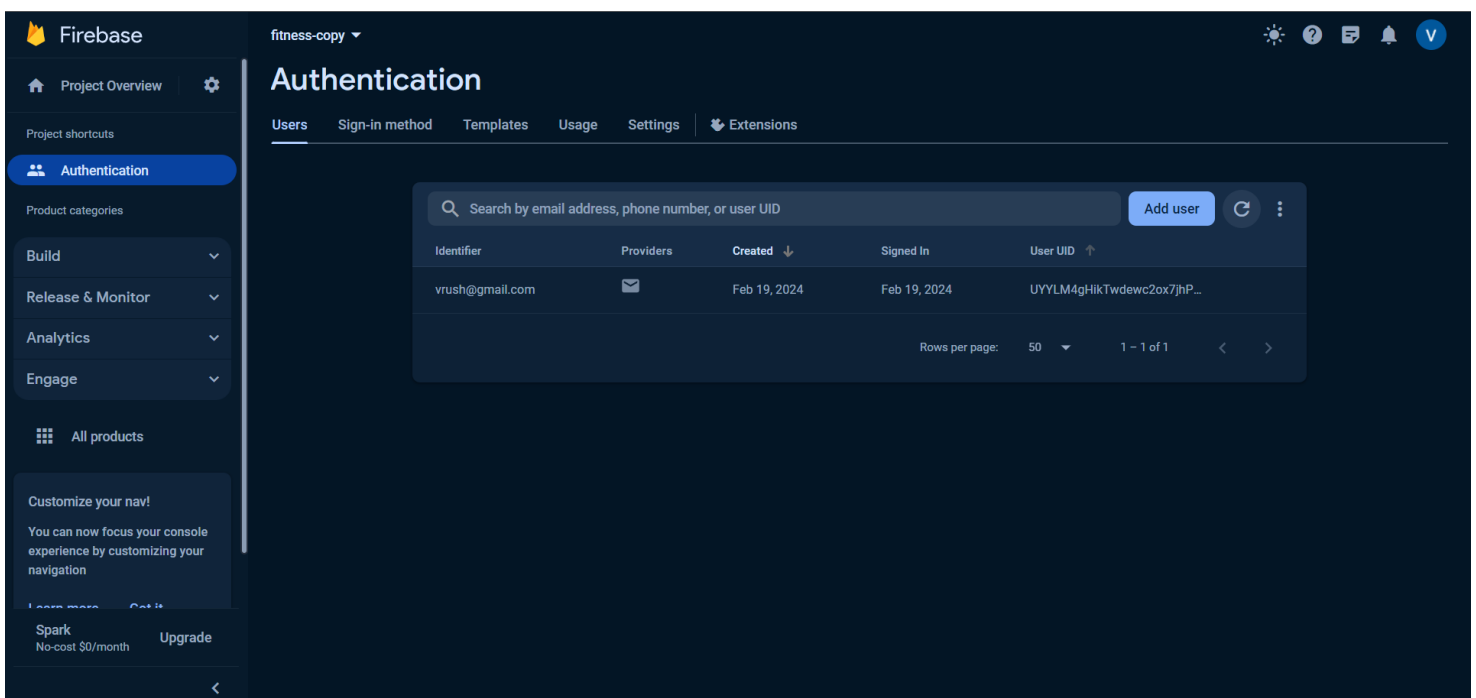 Firebase
Project Overview
Project shortcuts
Authentication
Product categories
Build
Release & Monitor
Analytics
Engage
All products
Customize your nav!
You can now focus your console
experience by customizing your
navigation
Learn more Got it
Spark
No-cost $0/month
Upgrade
fitness-copy
V
Authentication
Users Sign-in method Templates Usage Settings Extensions
Search by email address, phone number, or user UID Add user
Identifier Providers Created Signed In User UID
vrush@gmail.com Feb 19, 2024 Feb 19, 2024 UYYLM4gHikTwdewc2ox7jhP...
Rows per page: 50 1 – 1 of 1